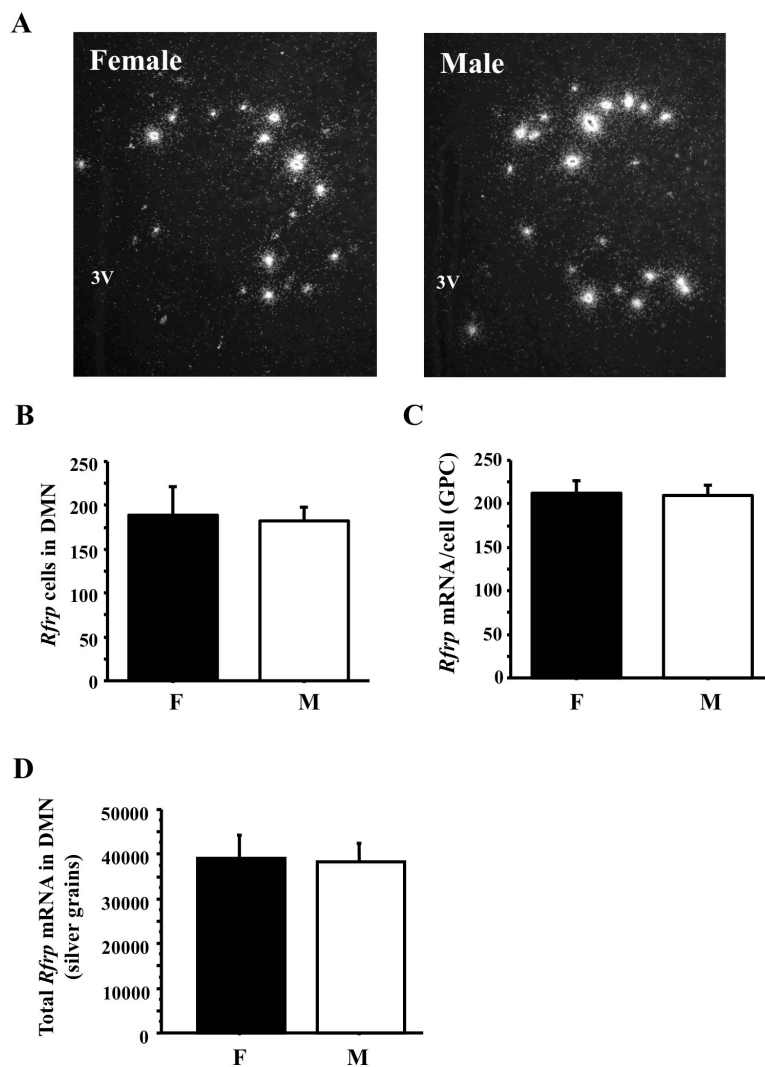 A
Female
Male
3V
3V
B
Rfrp cells in DMN
250
200
150
100
50
0
F
M
C
Rfrp mRNA/cell (GPC)
250
200
150
100
50
0
F
M
D
Total Rfrp mRNA in DMN
(silver grains)
50000
40000
30000
20000
10000
0
F
M